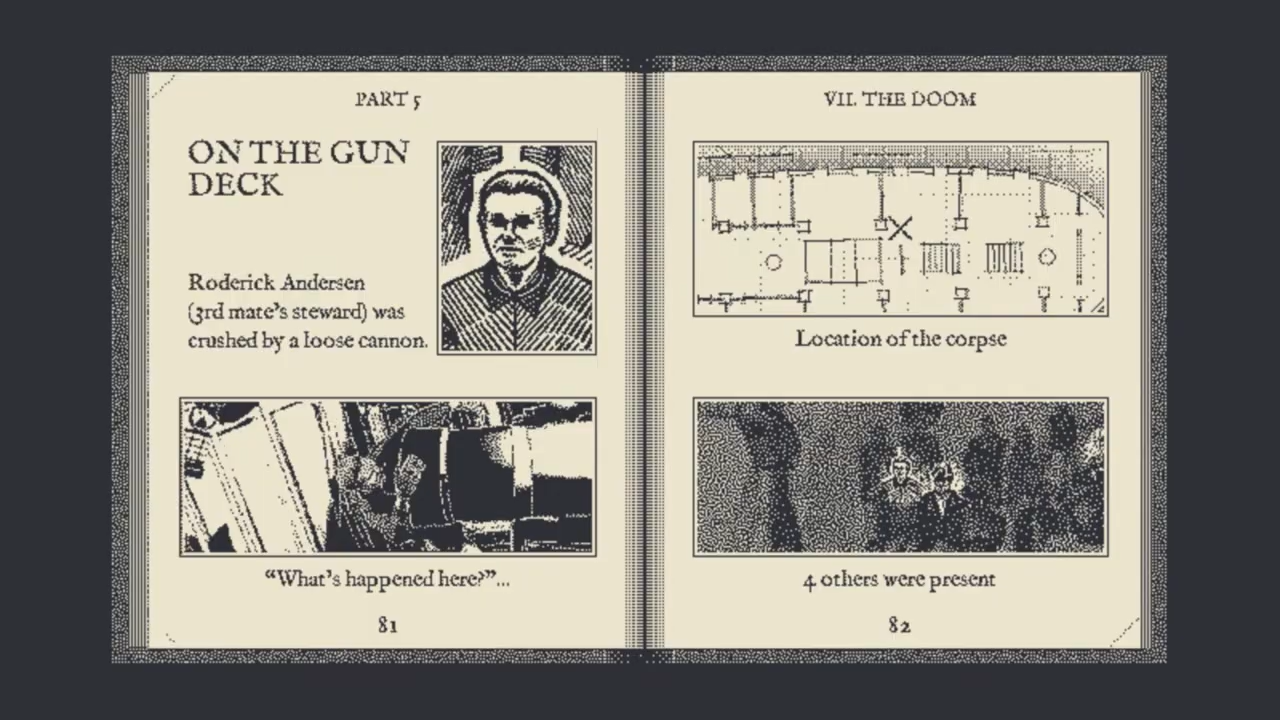 PART 5
ON THE GUN
DECK
Roderick Andersen
(3rd mate's steward) was
crushed by a loose cannon.
“What's happened here?”...
81
VII. THE DOOM
Location of the corpse
4 others were present
82